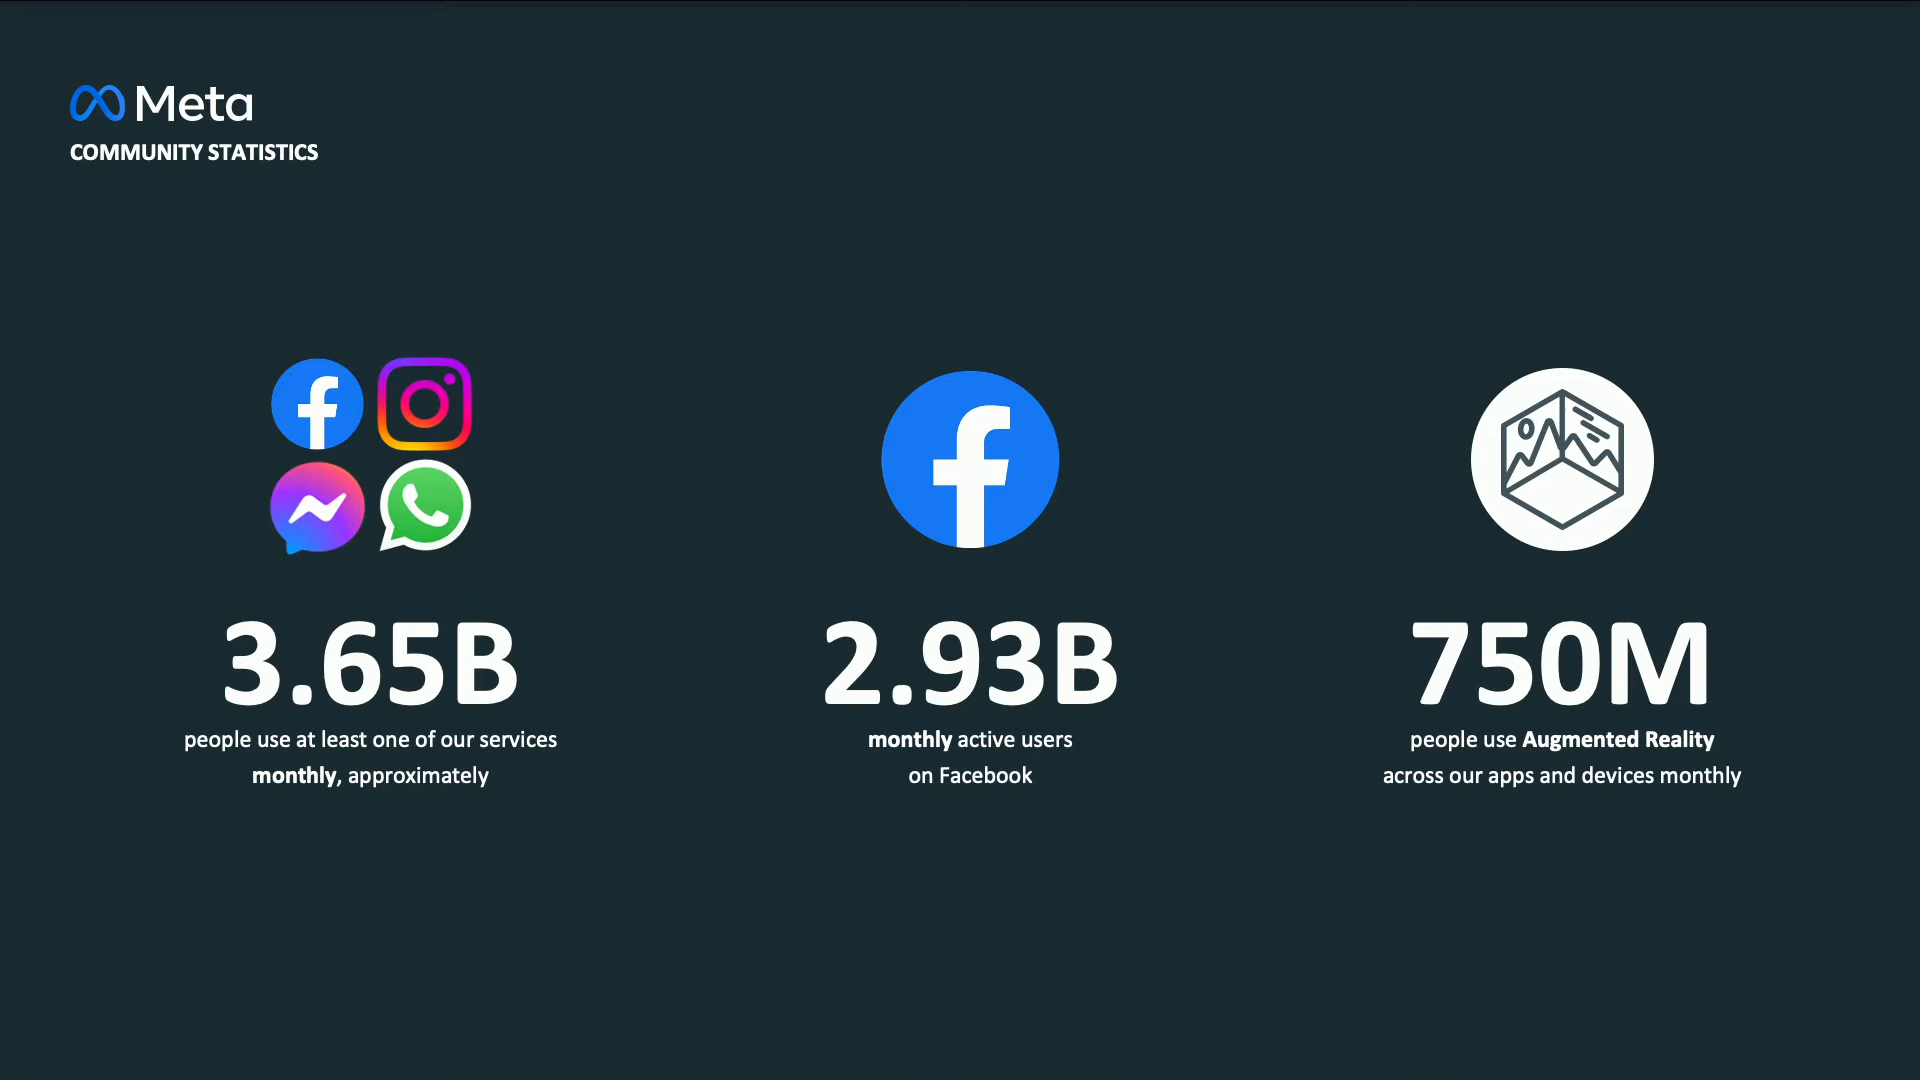 Meta
COMMUNITY STATISTICS
3.65B
people use at least one of our services
monthly, approximately
2.93B
monthly active users
on Facebook
750M
people use Augmented Reality
across our apps and devices monthly